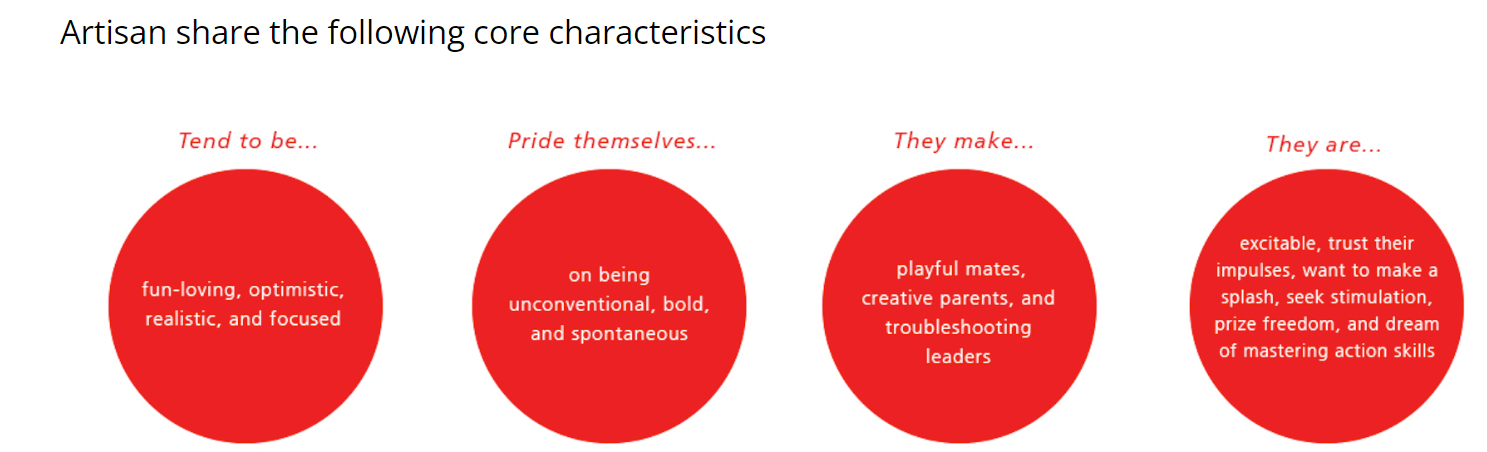 Artisan share the following core characteristics
Tend to be...
fun-loving, optimistic,
realistic, and focused
Pride themselves...
on being
unconventional, bold,
and spontaneous
They make...
playful mates,
creative parents, and
troubleshooting
leaders
They are...
excitable, trust their
impulses, want to make a
splash, seek stimulation,
prize freedom, and dream
of mastering action skills